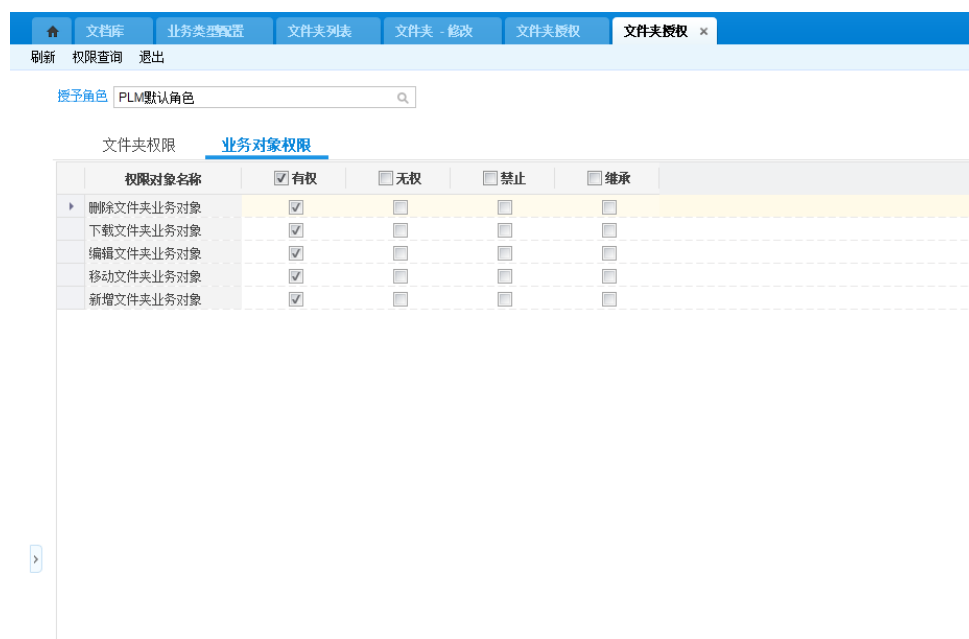 文档库 业务类型配置 文件夹列表 文件夹 - 修改 文件夹授权 文件夹授权 ×
刷新 权限查询 退出
授予角色 PLM默认角色
文件夹权限 业务对象权限
权限对象名称 有权 无权 禁止 继承
删除文件夹业务对象
下载文件夹业务对象
编辑文件夹业务对象
移动文件夹业务对象
新增文件夹业务对象